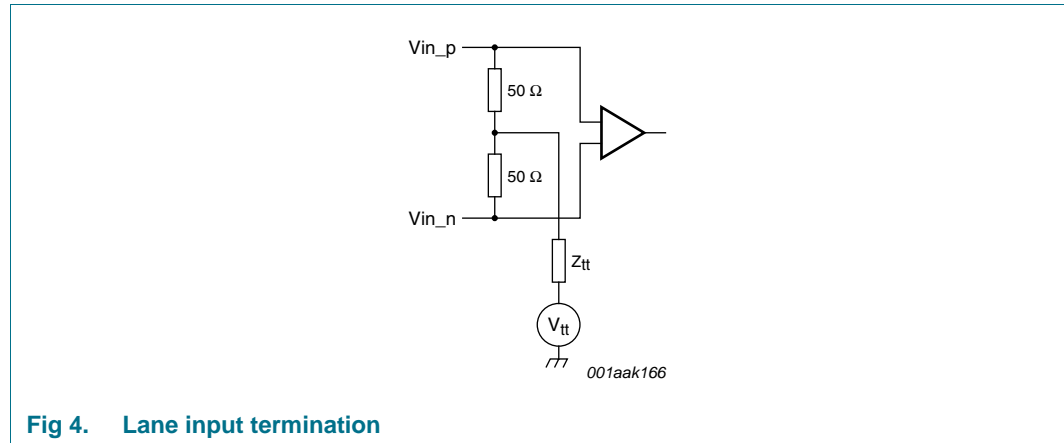 Vin_p
50 Ω
50 Ω
Vin_n
Ztt
Vtt
001aak166
Fig 4. Lane input termination